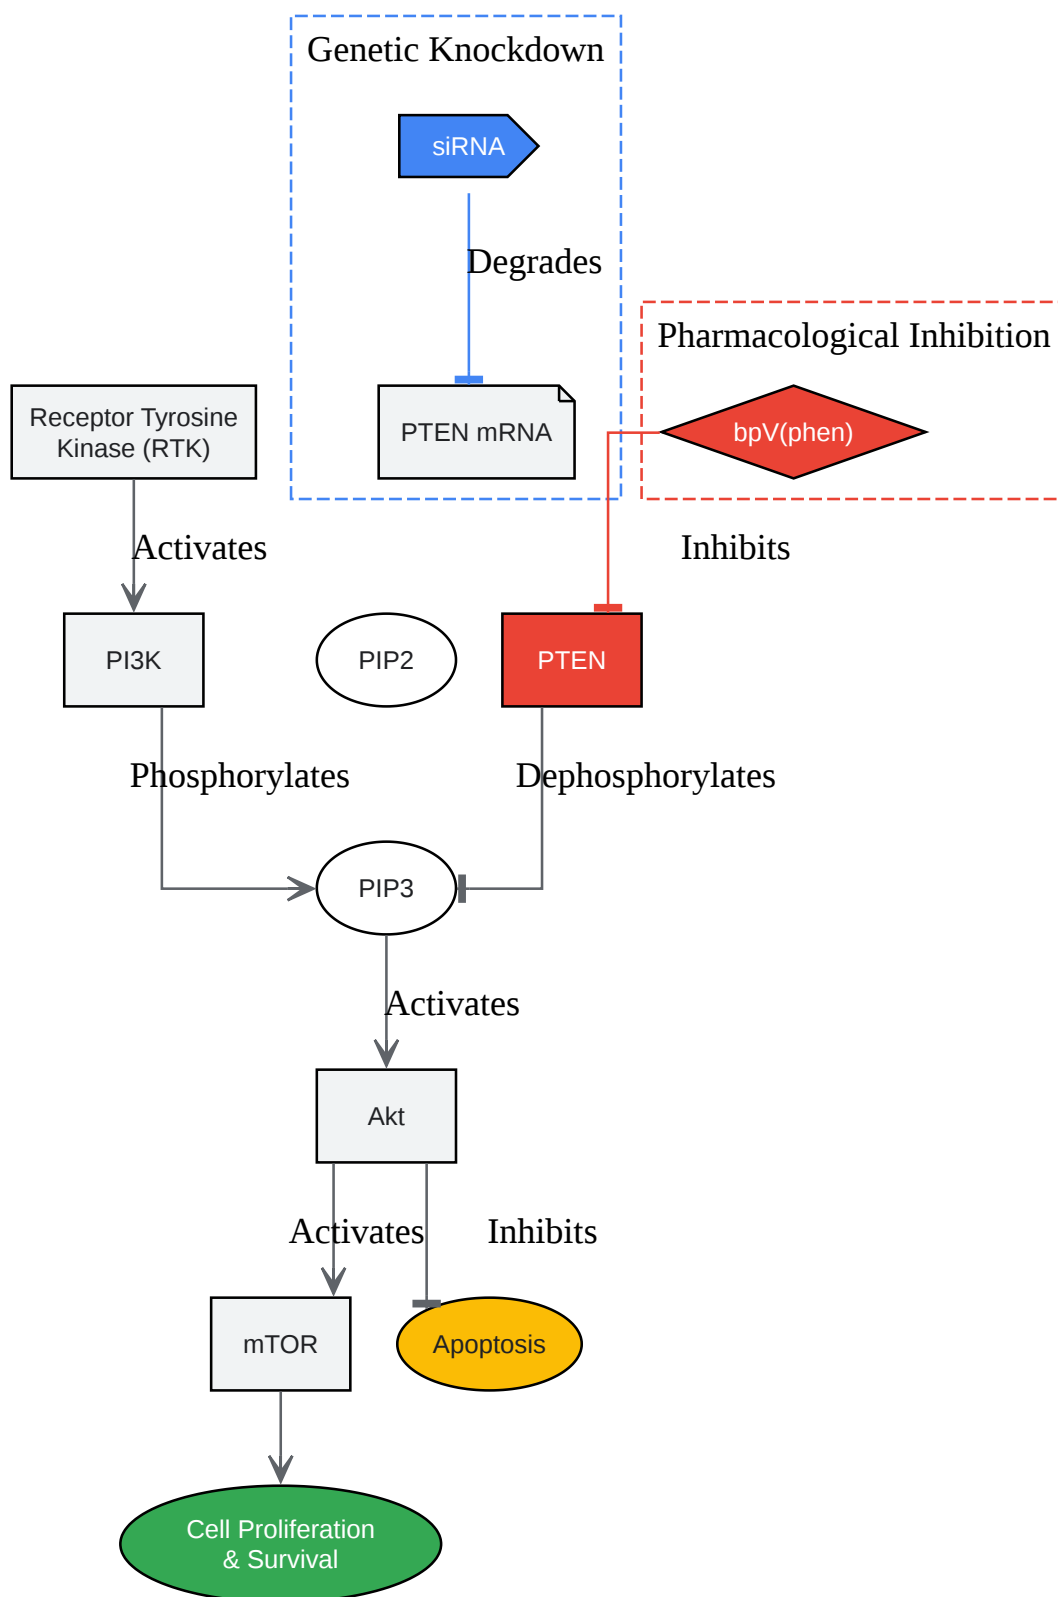 Genetic Knockdown
siRNA
Degrades
Pharmacological Inhibition
Receptor Tyrosine
Kinase (RTK)
PTEN mRNA
bpV(phen)
Activates
Inhibits
PI3K
PIP2
PTEN
Phosphorylates
Dephosphorylates
PIP3
Activates
Akt
Activates
Inhibits
mTOR
Apoptosis
Cell Proliferation
& Survival